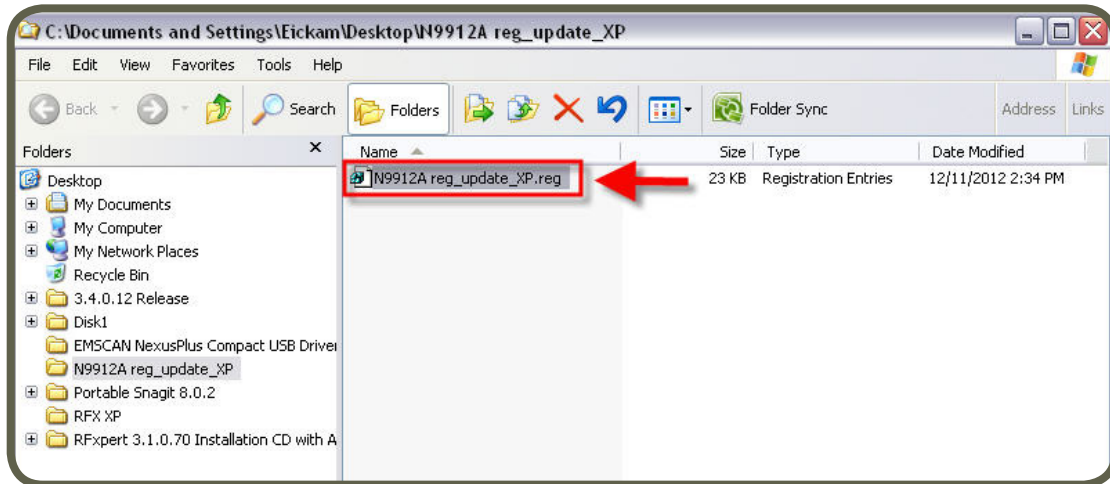 C:\Documents and Settings\Eickam\Desktop\N9912A reg_update_XP
File Edit View Favorites Tools Help
Back Search Folders Folder Sync Address Links
Folders x
Name Size Type Date Modified
N9912A reg_update_XP.reg 23 KB Registration Entries 12/11/2012 2:34 PM
Desktop
My Documents
My Computer
My Network Places
Recycle Bin
3.4.0.12 Release
Disk1
EMSCAN NexusPlus Compact USB Driver
N9912A reg_update_XP
Portable Snagit 8.0.2
RFX XP
RFxpert 3.1.0.70 Installation CD with A